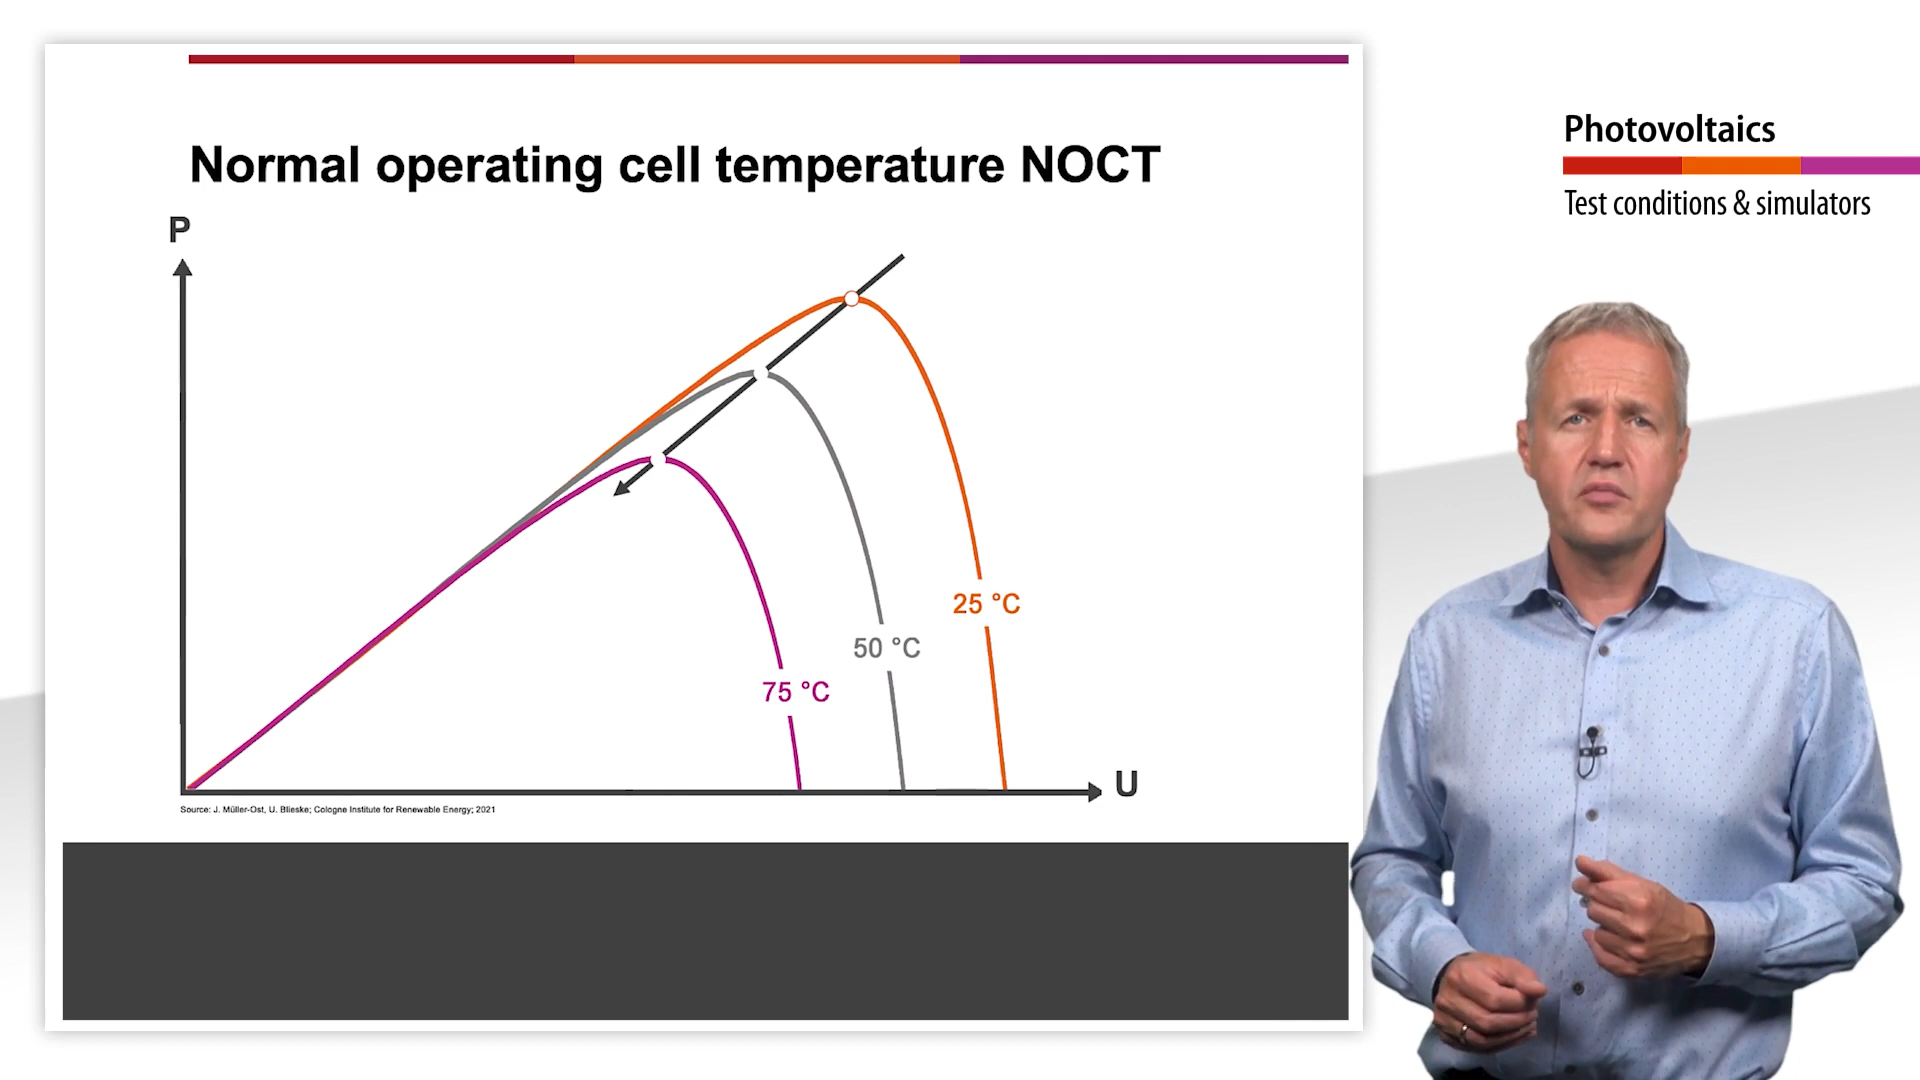 Normal operating cell temperature NOCT
P
25 °C
50 °C
75 °C
U
Source: J. Müller-Ost, U. Blieske; Cologne Institute for Renewable Energy; 2021
Photovoltaics
Test conditions & simulators